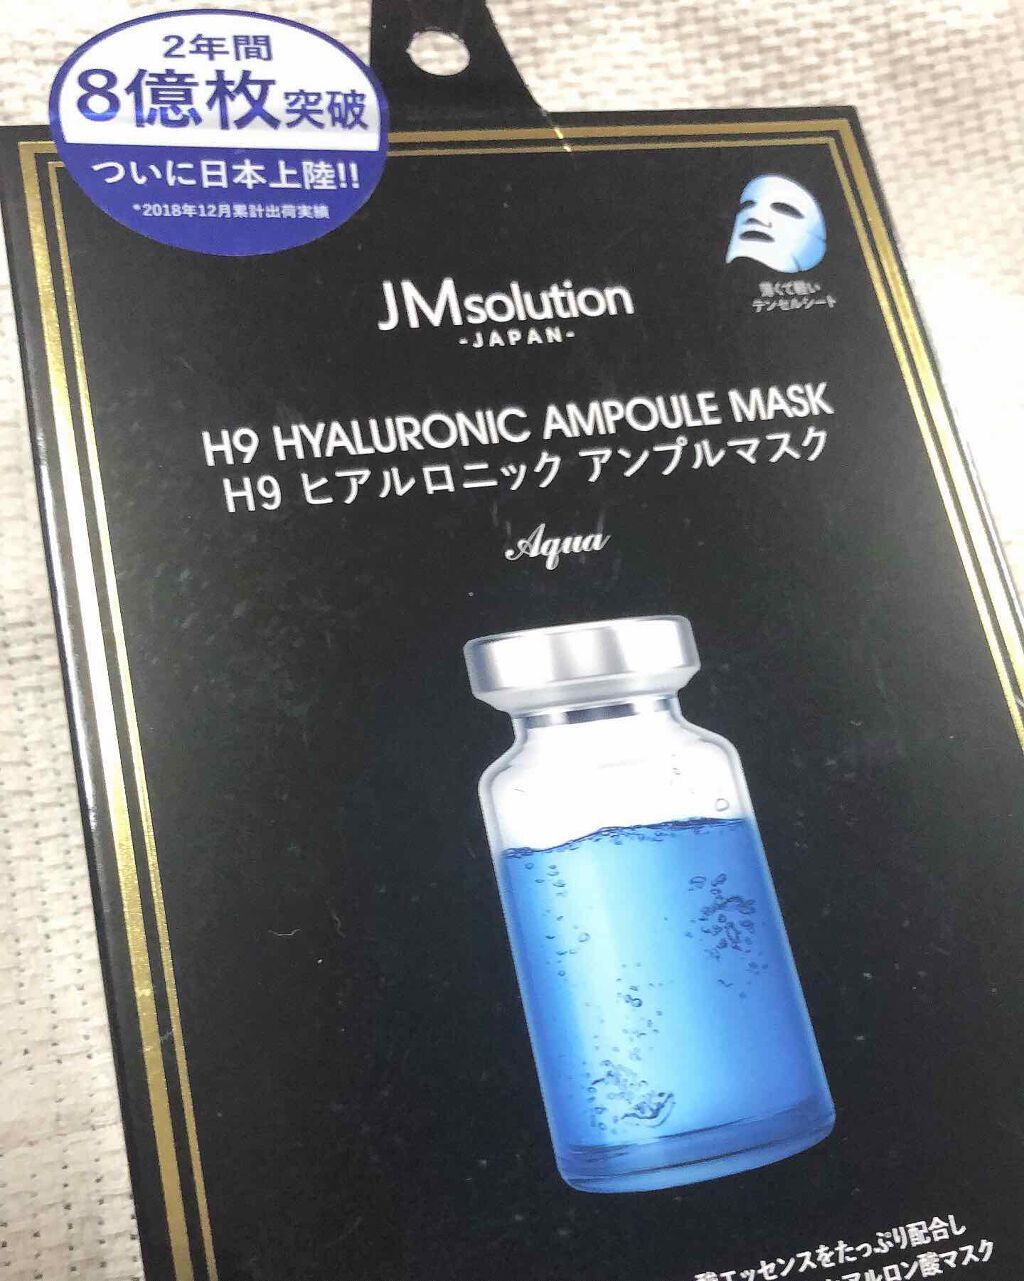 2年間
8億枚突破
ついに日本上陸!!
*2018年12月累計出荷実績
薄くて軽い
テンセルシート
JMsolution
-JAPAN-
H9 HYALURONIC AMPOULE MASK
H9 ヒアルロニック アンプルマスク
Aqua
酸エッセンスをたっぷり配合し
アルロン酸マスク